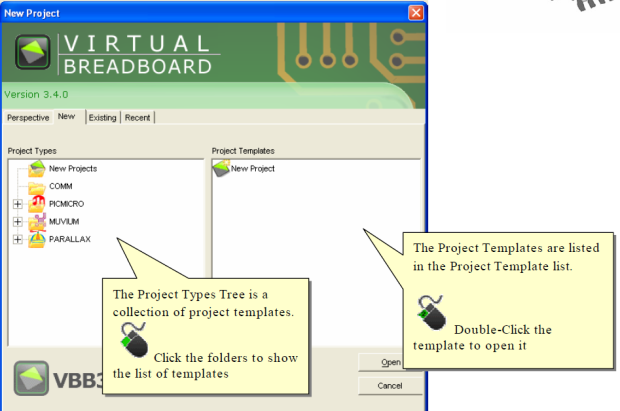 New Project
VIRTUAL
BREADBOARD
Version 3.4.0
Perspective New Existing Recent
Project Types
Project Templates
New Projects
COMM
PICMICRO
MUVIUM
PARALLAX
New Project
The Project Types Tree is a
collection of project templates.
Click the folders to show
the list of templates
The Project Templates are listed
in the Project Template list.
Double-Click the
template to open it
VBB3
Open
Cancel